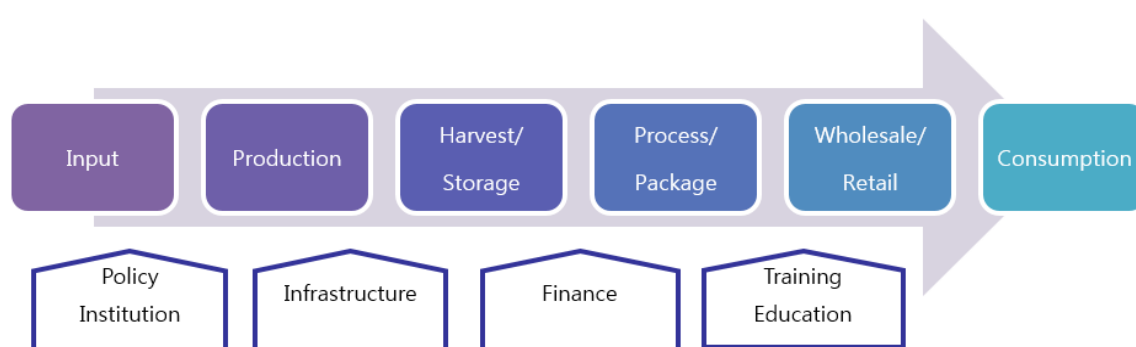 Input
Production
Harvest/
Storage
Process/
Package
Wholesale/
Retail
Consumption
Policy
Institution
Infrastructure
Finance
Training
Education